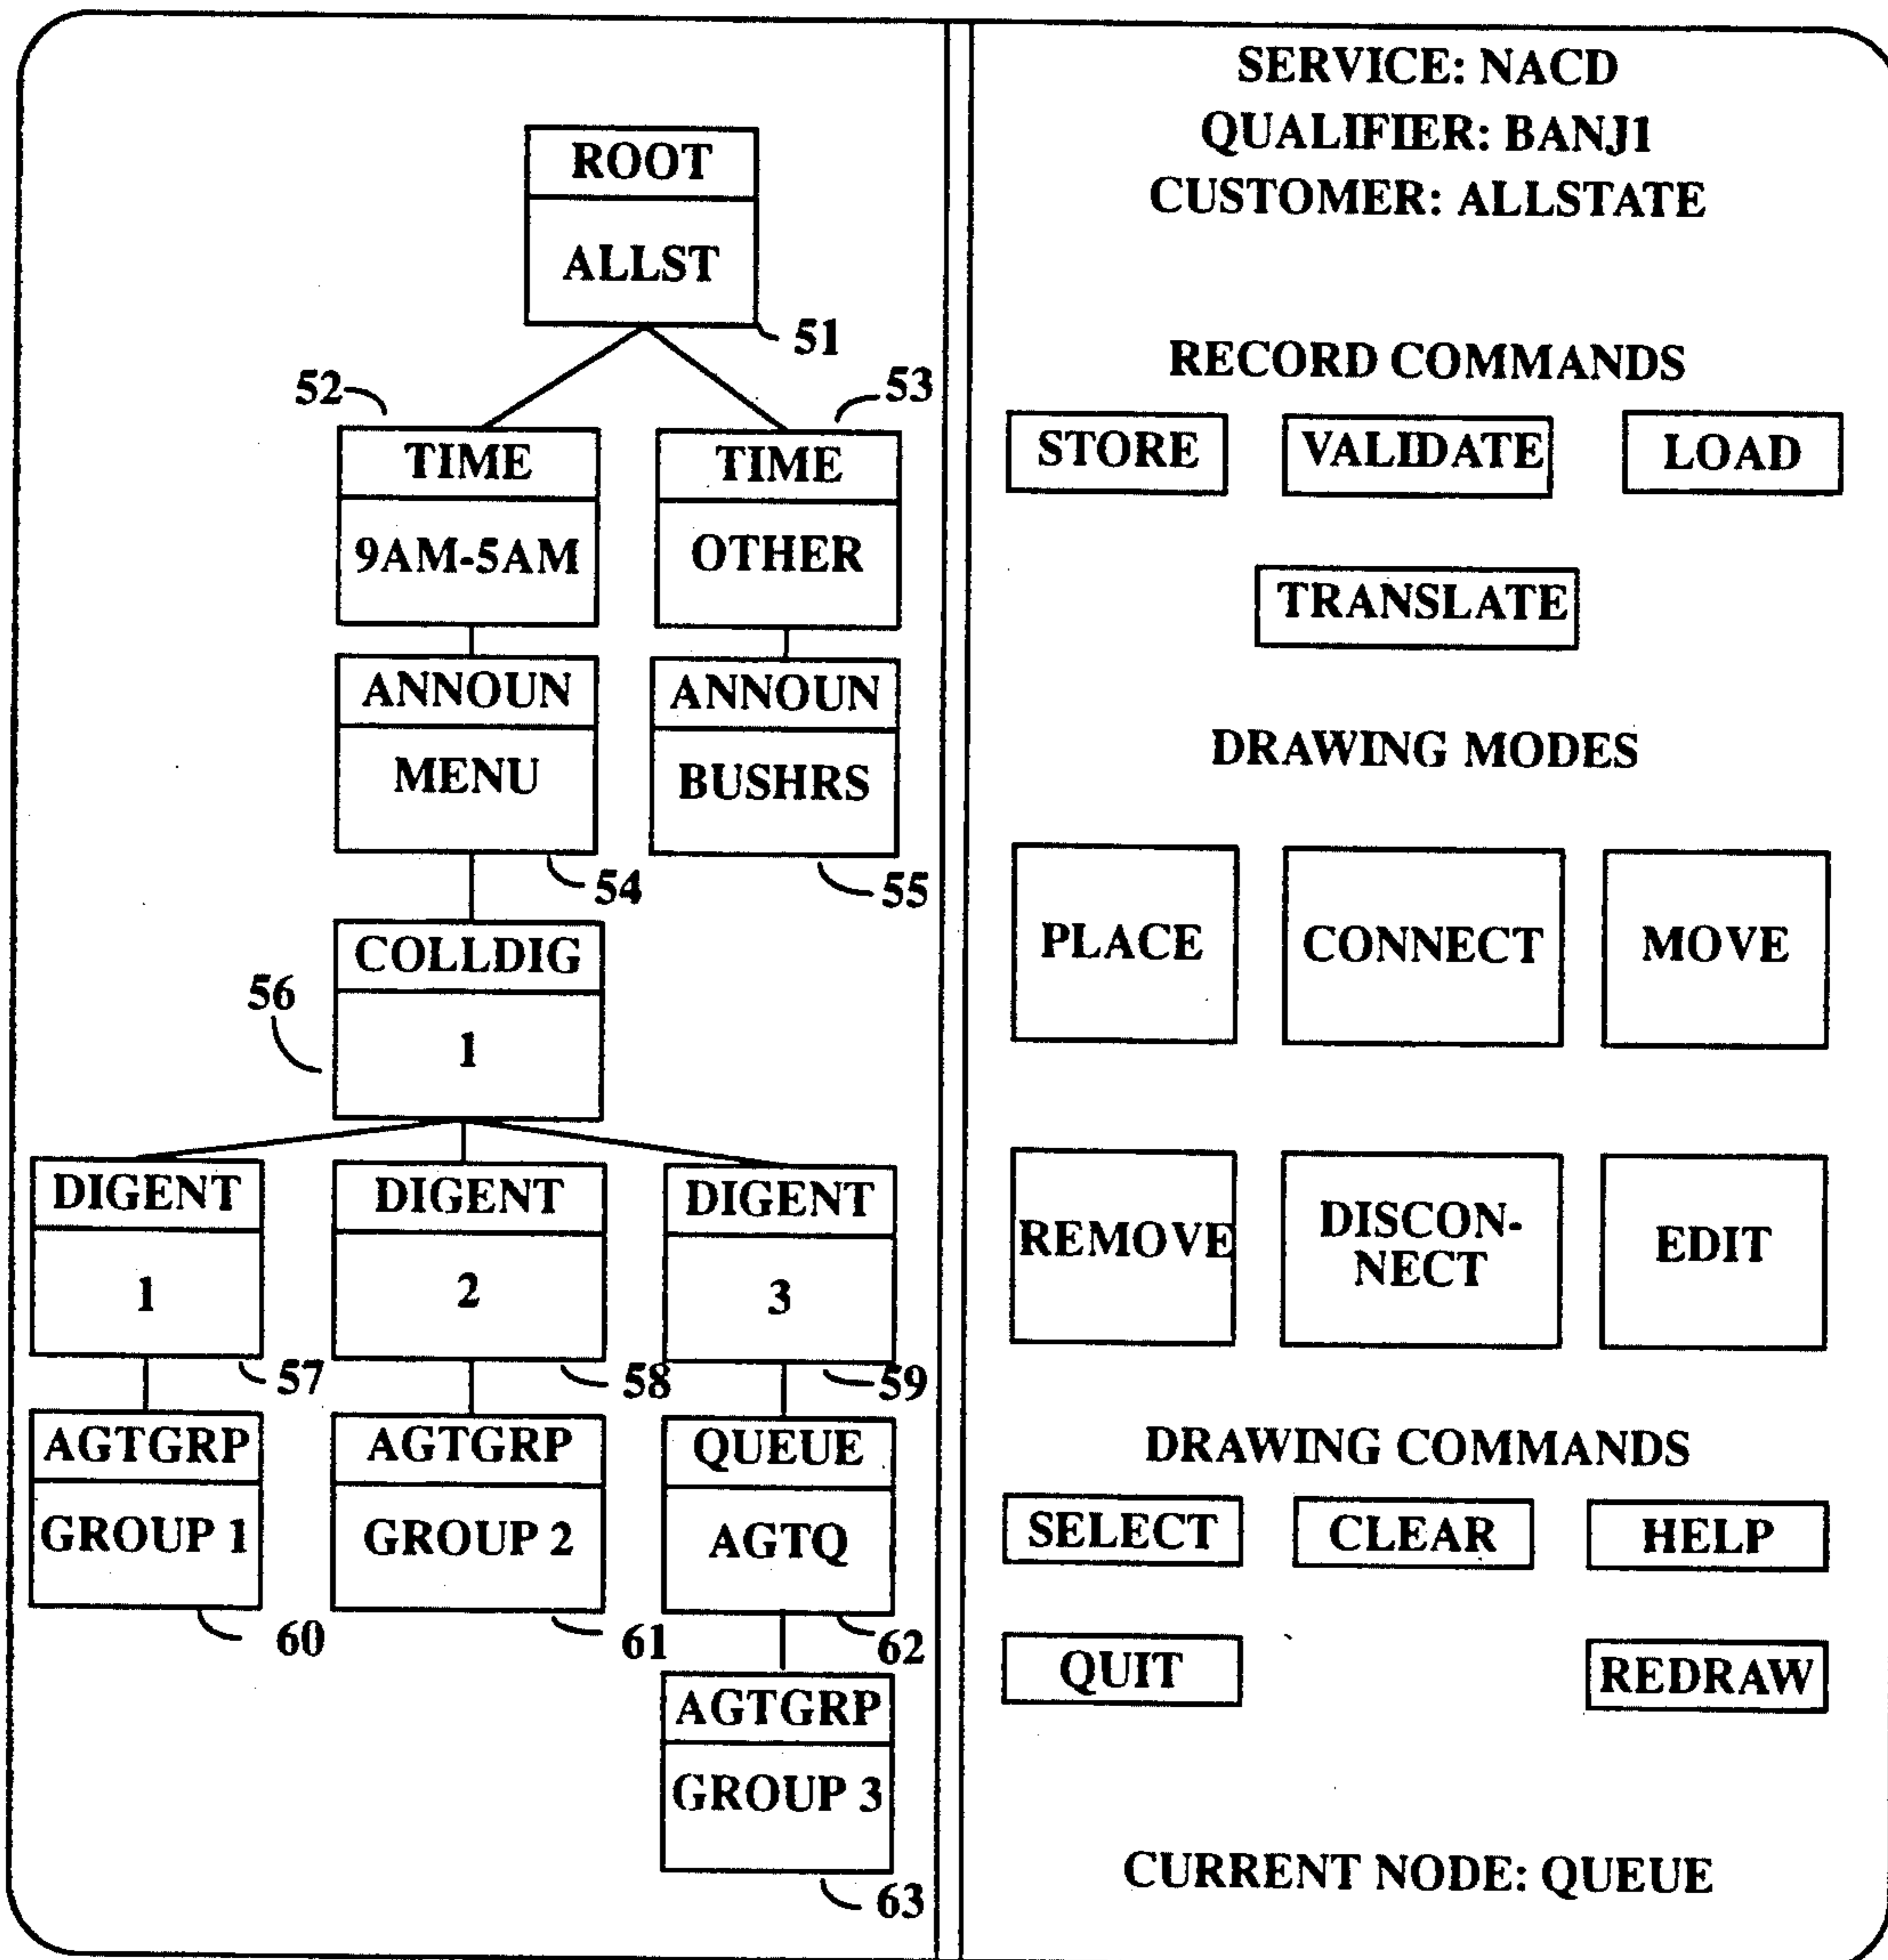 ROOT
ALLST
51
52
53
TIME
9AM-5AM
TIME
OTHER
ANNOUN
MENU
ANNOUN
BUSHRS
54
55
COLLDIG
1
56
DIGENT
1
DIGENT
2
DIGENT
3
57
58
59
AGTGRP
GROUP 1
AGTGRP
GROUP 2
QUEUE
AGTQ
60
61
62
AGTGRP
GROUP 3
63
SERVICE: NACD
QUALIFIER: BANJ1
CUSTOMER: ALLSTATE
RECORD COMMANDS
STORE
VALIDATE
LOAD
TRANSLATE
DRAWING MODES
PLACE
CONNECT
MOVE
REMOVE
DISCON-
NECT
EDIT
DRAWING COMMANDS
SELECT
CLEAR
HELP
QUIT
REDRAW
CURRENT NODE: QUEUE